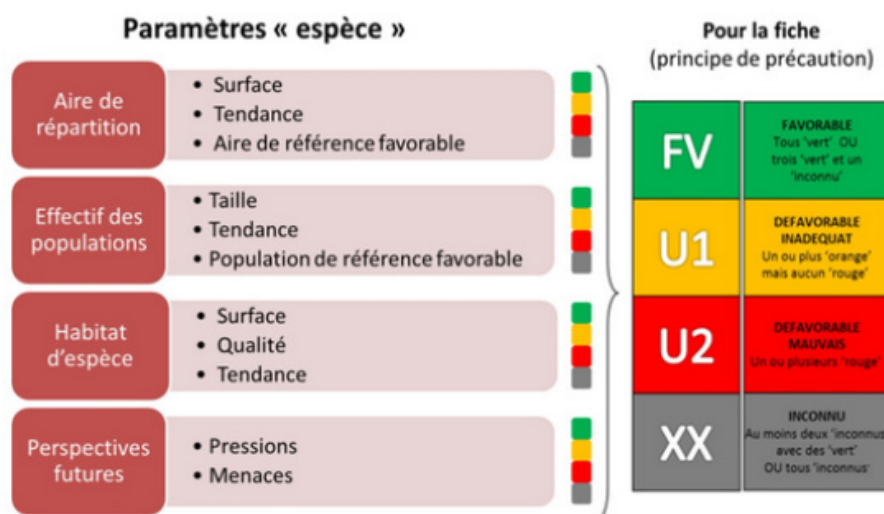 Paramètres « espèce »
Aire de
répartition
• Surface
• Tendance
• Aire de référence favorable
Effectif des
populations
• Taille
• Tendance
• Population de référence favorable
Habitat
d'espèce
• Surface
• Qualité
• Tendance
Perspectives
futures
• Pressions
• Menaces
Pour la fiche
(principe de précaution)
FV
FAVORABLE
Tous 'vert' OU
trois 'vert' et un
'inconnu'
U1
DEFAVORABLE
INADEQUAT
Un ou plus 'orange'
mais aucun 'rouge'
U2
DEFAVORABLE
MAUVAIS
Un ou plusieurs 'rouge'
XX
INCONNU
Au moins deux 'inconnus
avec des 'vert'
OU tous 'inconnus'